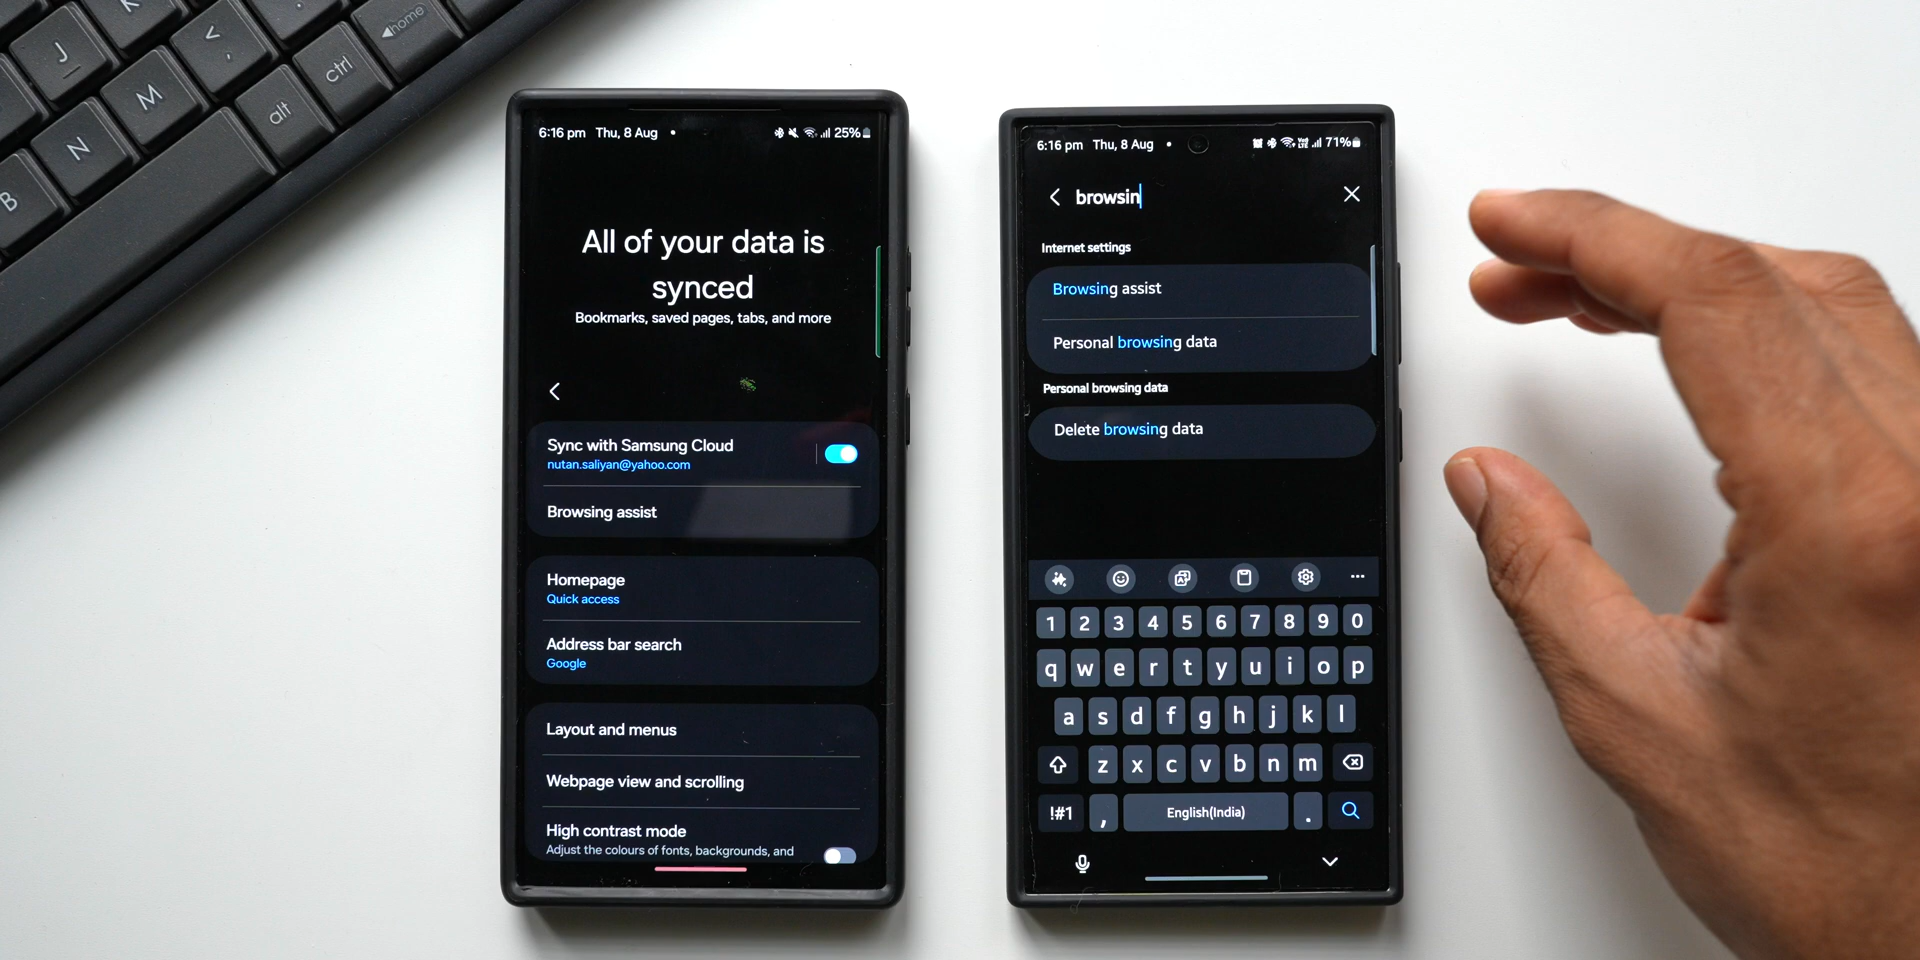 K
J
<
,
home
M
ctrl
N
alt
B
6:16 pm Thu, 8 Aug
25%
All of your data is
synced
Bookmarks, saved pages, tabs, and more
Sync with Samsung Cloud
nutan.saliyan@yahoo.com
Browsing assist
Homepage
Quick access
Address bar search
Google
Layout and menus
Webpage view and scrolling
High contrast mode
Adjust the colours of fonts, backgrounds, and
6:16 pm Thu, 8 Aug
71%
browsin
Internet settings
Browsing assist
Personal browsing data
Personal browsing data
Delete browsing data
1 2 3 4 5 6 7 8 9 0
q w e r t y u i o p
a s d f g h j k l
z x c v b n m
!#1 , English(India) .